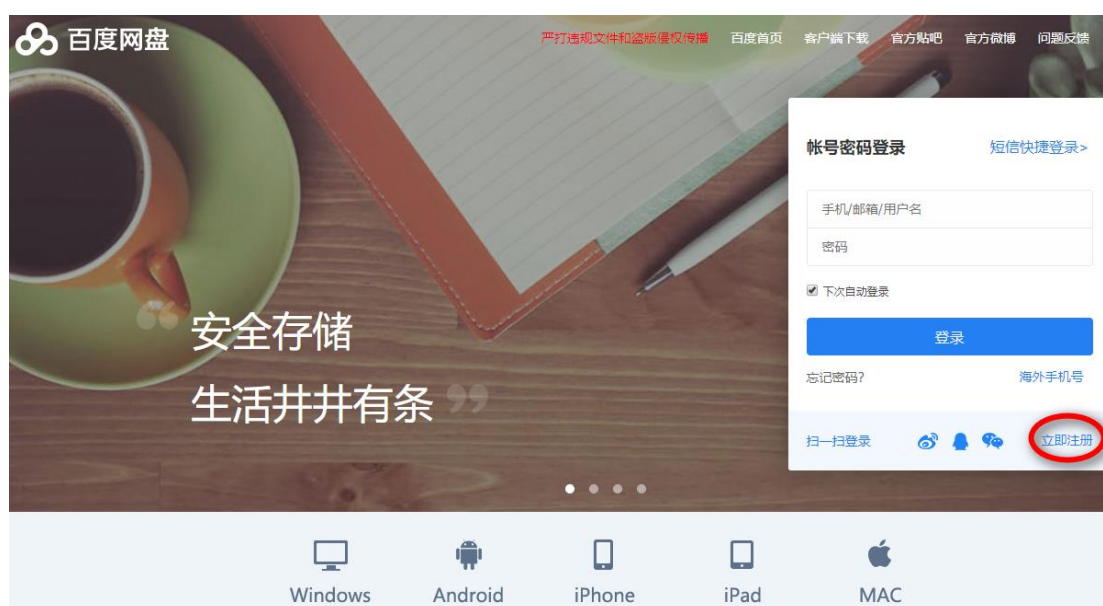 百度网盘
严打违规文件和盗版侵权传播 百度首页 客户端下载 官方贴吧 官方微博 问题反馈
帐号密码登录 短信快捷登录>
手机/邮箱/用户名
密码
下次自动登录
登录
忘记密码? 海外手机号
扫一扫登录 立即注册
“安全存储
生活井井有条”
Windows Android iPhone iPad MAC